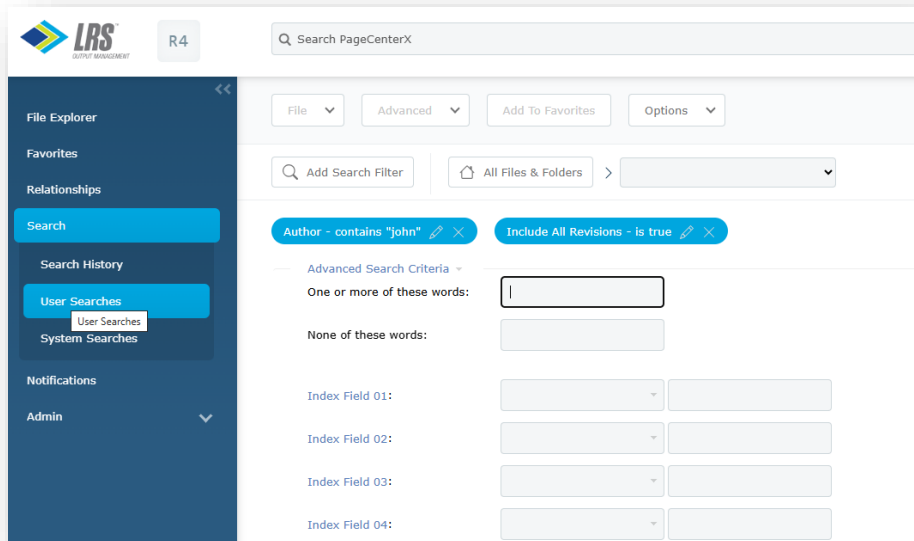 LRS
OUTPUT MANAGEMENT
R4
Search PageCenterX
File Explorer
Favorites
Relationships
Search
Search History
User Searches
User Searches
System Searches
Notifications
Admin
File
Advanced
Add To Favorites
Options
Add Search Filter
All Files & Folders
Author - contains "john"
Include All Revisions - is true
Advanced Search Criteria
One or more of these words:
None of these words:
Index Field 01:
Index Field 02:
Index Field 03:
Index Field 04: